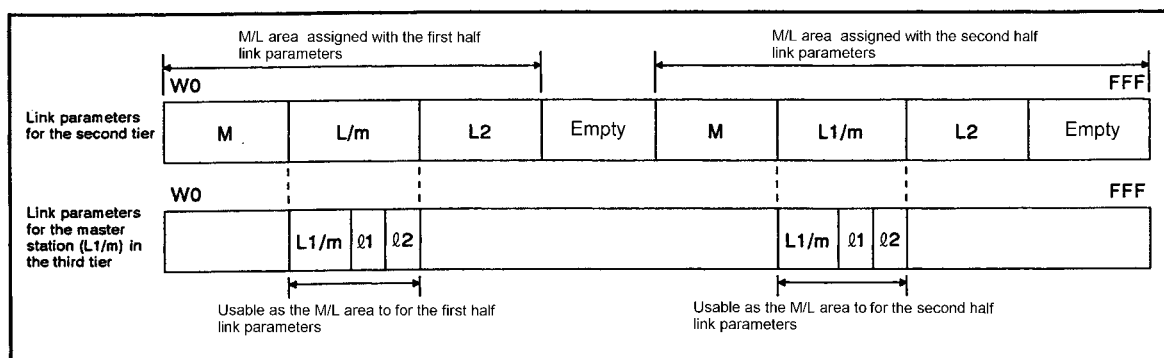 M/L area assigned with the first half
link parameters
M/L area assigned with the second half
link parameters
W0
FFF
Link parameters
for the second tier
M
L/m
L2
Empty
M
L1/m
L2
Empty
W0
FFF
Link parameters
for the master
station (L1/m) in
the third tier
L1/m
ℓ1
ℓ2
L1/m
ℓ1
ℓ2
Usable as the M/L area to for the first half
link parameters
Usable as the M/L area to for the second half
link parameters